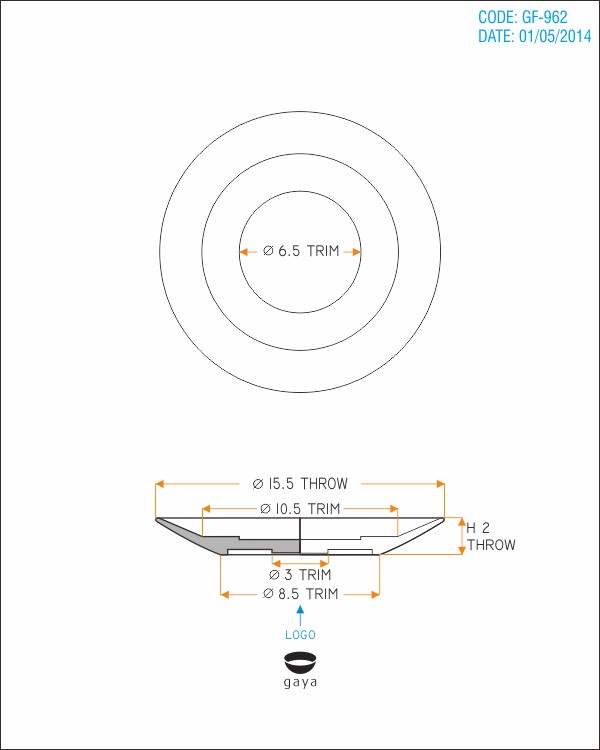 CODE: GF-962
DATE: 01/05/2014
Ø 6.5 TRIM
Ø 15.5 THROW
Ø 10.5 TRIM
H 2
THROW
Ø 3 TRIM
Ø 8.5 TRIM
LOGO
gaya